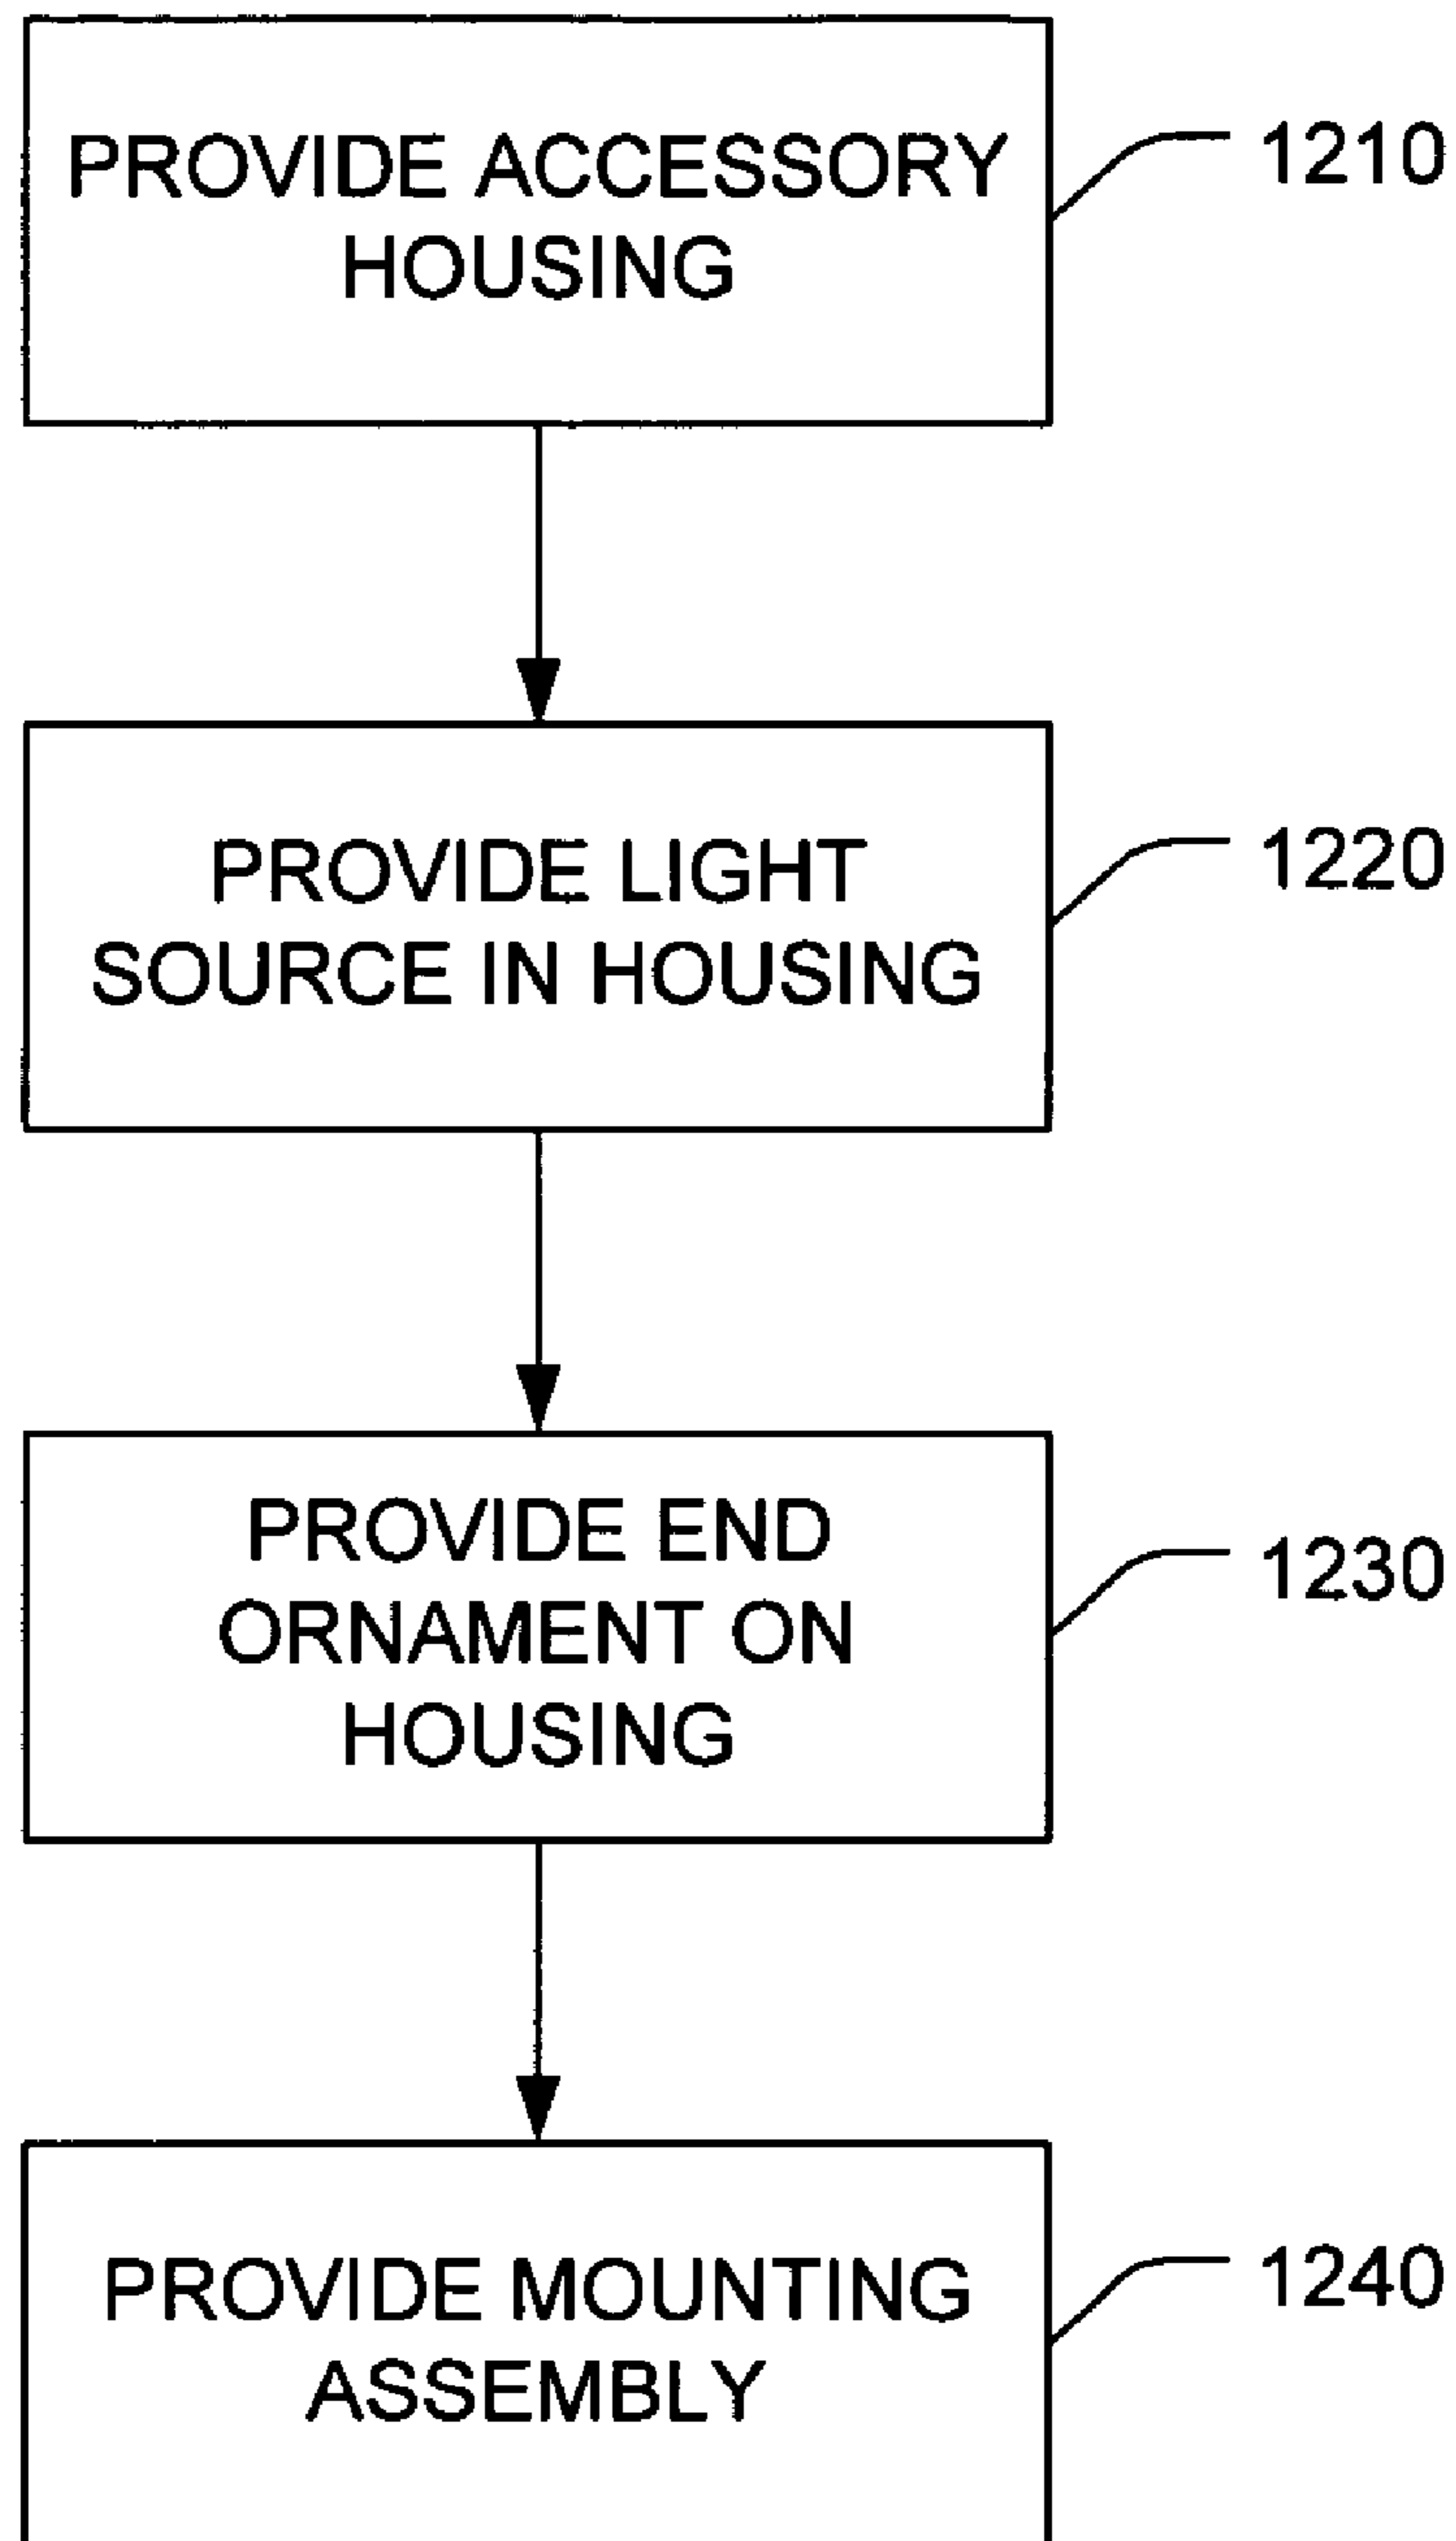 PROVIDE ACCESSORY
HOUSING
1210
PROVIDE LIGHT
SOURCE IN HOUSING
1220
PROVIDE END
ORNAMENT ON
HOUSING
1230
PROVIDE MOUNTING
ASSEMBLY
1240